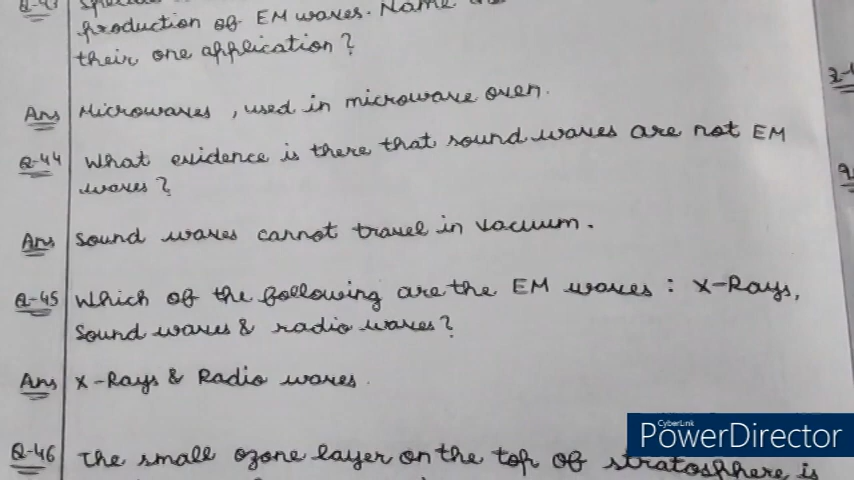 Q-43
production of EM waves. Name
their one application?
Ans Microwaves, used in microwave oven.
Q-44 What evidence is there that sound waves are not EM
waves?
Ans Sound waves cannot travel in vacuum.
Q-45 Which of the following are the EM waves: X-Rays,
Sound waves & radio waves?
Ans X-Rays & Radio waves.
Q-46 The small ozone layer on the top of stratosphere is
CyberLink
PowerDirector